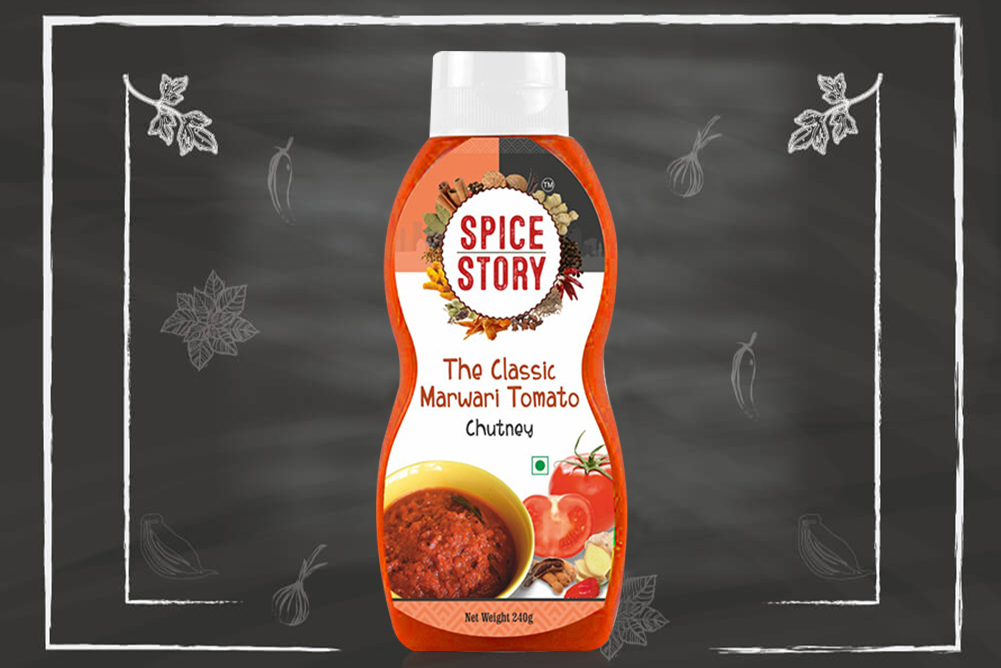 TM
SPICE
STORY
The Classic
Marwari Tomato
Chutney
Net Weight 240g